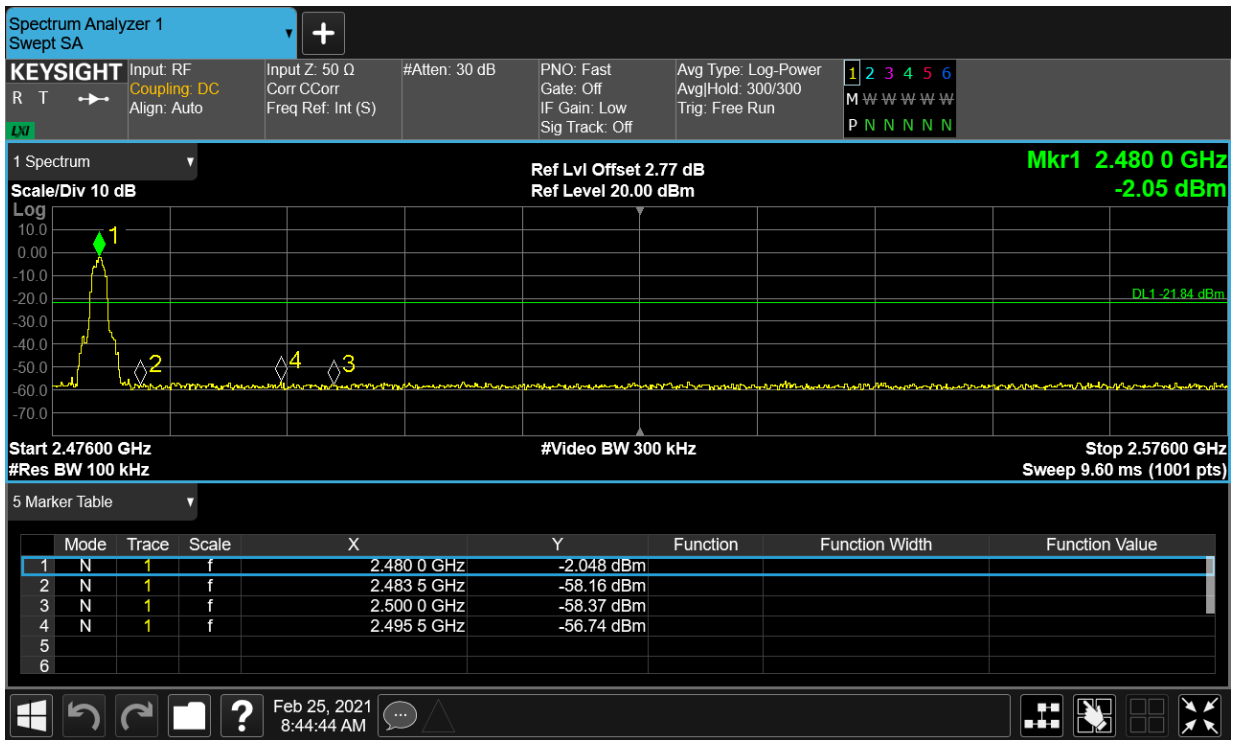 Spectrum Analyzer 1
Swept SA
+
KEYSIGHT
R T
LXI
Input: RF
Coupling: DC
Align: Auto
Input Z: 50 Ω
Corr CCorr
Freq Ref: Int (S)
#Atten: 30 dB
PNO: Fast
Gate: Off
IF Gain: Low
Sig Track: Off
Avg Type: Log-Power
Avg|Hold: 300/300
Trig: Free Run
1 2 3 4 5 6
M W W W W W
P N N N N N
1 Spectrum
Scale/Div 10 dB
Log
Ref Lvl Offset 2.77 dB
Ref Level 20.00 dBm
Mkr1 2.480 0 GHz
-2.05 dBm
10.0
0.00
-10.0
-20.0
-30.0
-40.0
-50.0
-60.0
-70.0
1
2
4
3
DL1 -21.84 dBm
Start 2.47600 GHz
#Res BW 100 kHz
#Video BW 300 kHz
Stop 2.57600 GHz
Sweep 9.60 ms (1001 pts)
5 Marker Table
Mode Trace Scale X Y Function Function Width Function Value
1 N 1 f 2.480 0 GHz -2.048 dBm
2 N 1 f 2.483 5 GHz -58.16 dBm
3 N 1 f 2.500 0 GHz -58.37 dBm
4 N 1 f 2.495 5 GHz -56.74 dBm
5
6
?
Feb 25, 2021
8:44:44 AM